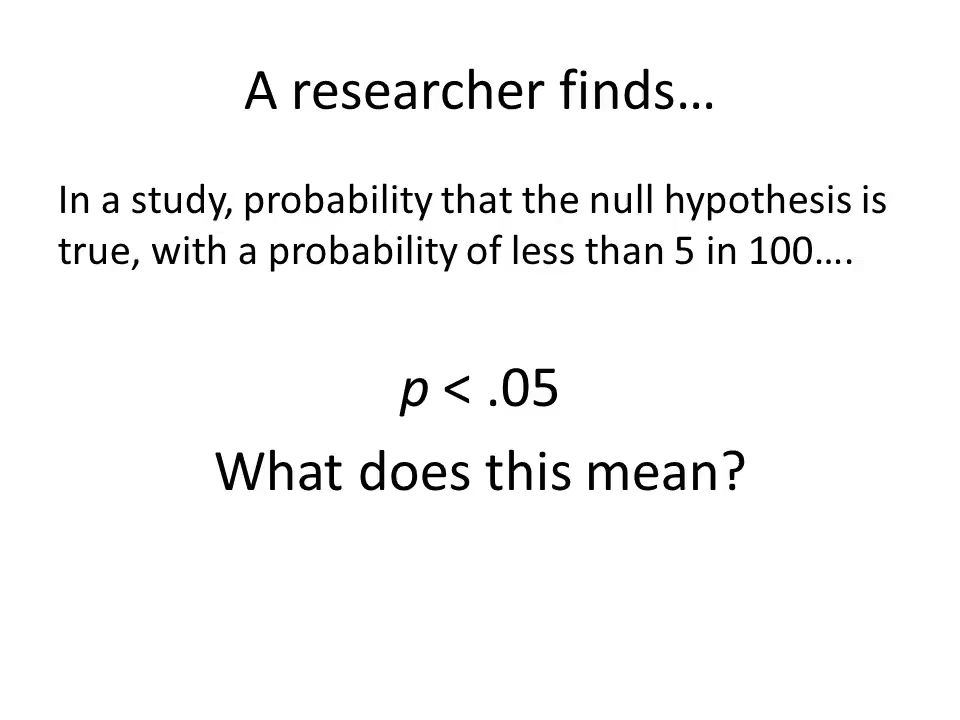 A researcher finds…
In a study, probability that the null hypothesis is
true, with a probability of less than 5 in 100….
p < .05
What does this mean?